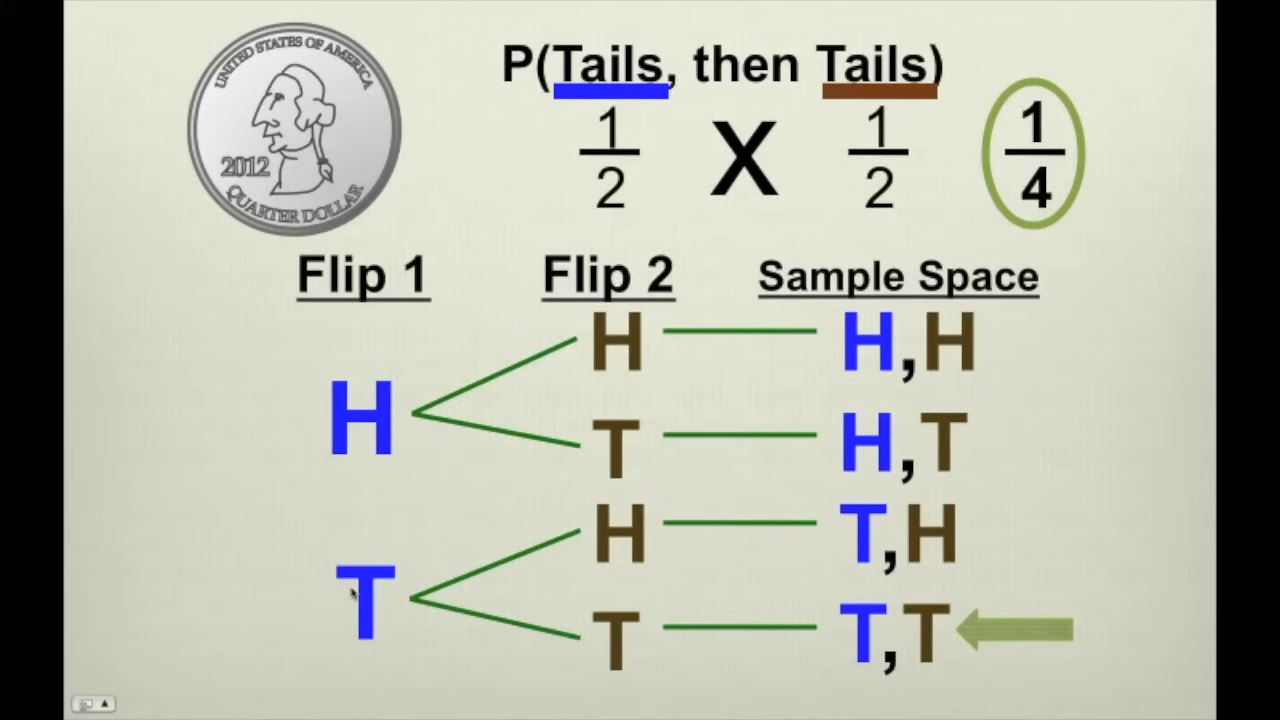 UNITED STATES OF AMERICA
2012
QUARTER DOLLAR
P(Tails, then Tails)
1/2 X 1/2 1/4
Flip 1 Flip 2 Sample Space
H H H,H
T H,T
T H T,H
T T,T